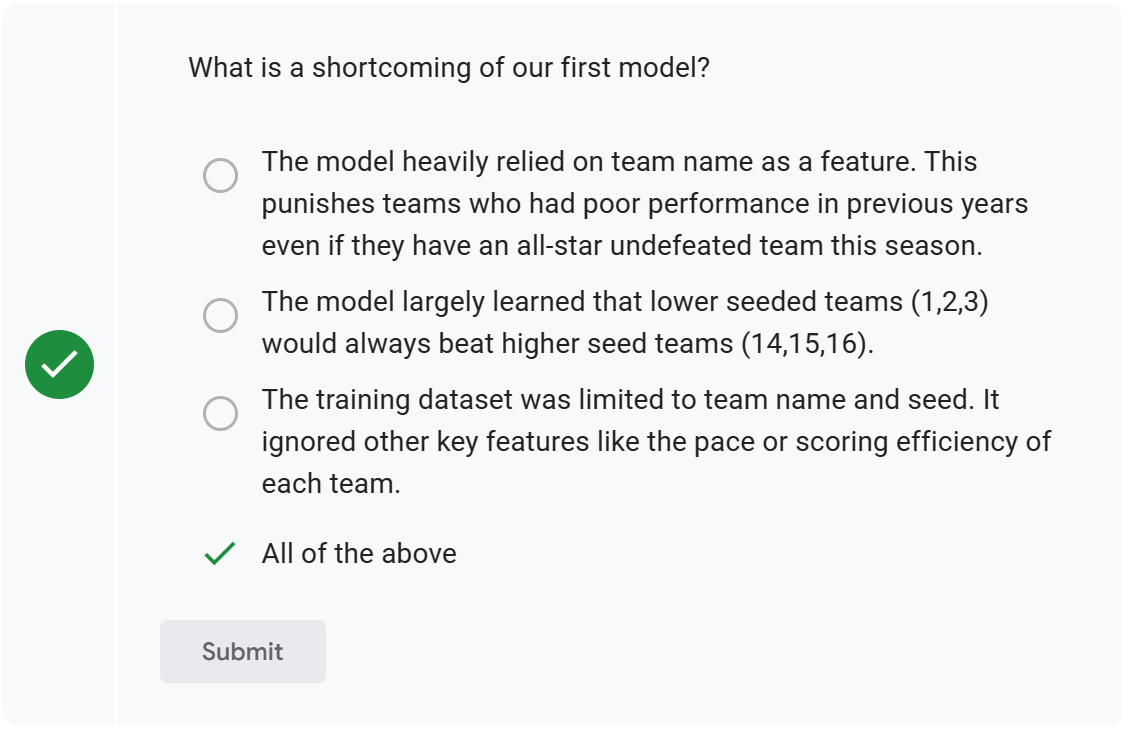 What is a shortcoming of our first model?
The model heavily relied on team name as a feature. This
punishes teams who had poor performance in previous years
even if they have an all-star undefeated team this season.
The model largely learned that lower seeded teams (1,2,3)
would always beat higher seed teams (14,15,16).
The training dataset was limited to team name and seed. It
ignored other key features like the pace or scoring efficiency of
each team.
All of the above
Submit